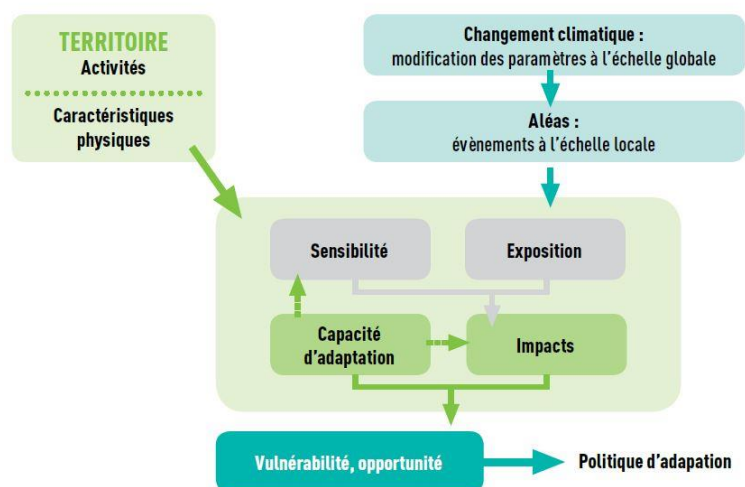 TERRITOIRE
Activités
Caractéristiques
physiques
Changement climatique :
modification des paramètres à l'échelle globale
Aléas :
évènements à l'échelle locale
Sensibilité
Exposition
Capacité
d'adaptation
Impacts
Vulnérabilité, opportunité
Politique d'adapation